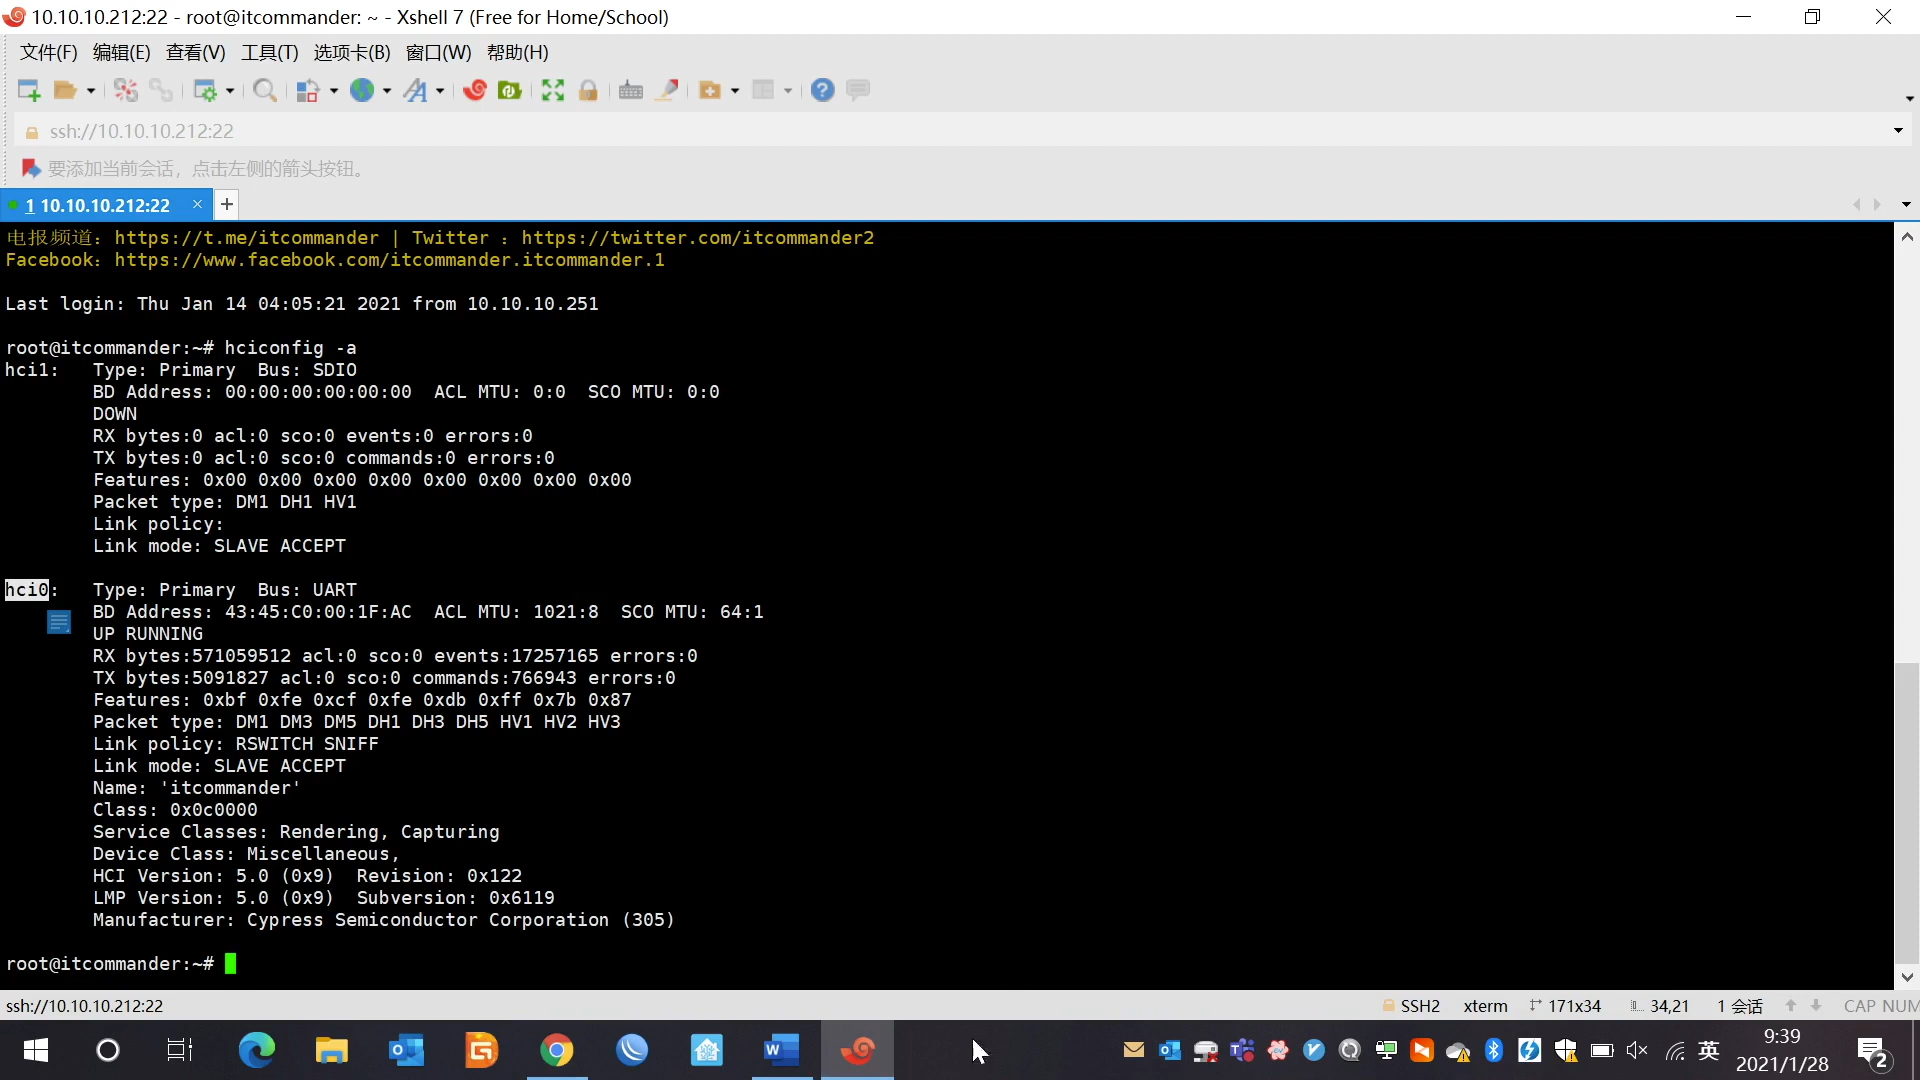 10.10.10.212:22 - root@itcommander: ~ - Xshell 7 (Free for Home/School)
文件(F) 编辑(E) 查看(V) 工具(T) 选项卡(B) 窗口(W) 帮助(H)
ssh://10.10.10.212:22
要添加当前会话，点击左侧的箭头按钮。
1 10.10.10.212:22 × +
电报频道：https://t.me/itcommander | Twitter ：https://twitter.com/itcommander2
Facebook：https://www.facebook.com/itcommander.itcommander.1
Last login: Thu Jan 14 04:05:21 2021 from 10.10.10.251
root@itcommander:~# hciconfig -a
hci1:   Type: Primary  Bus: SDIO
BD Address: 00:00:00:00:00:00  ACL MTU: 0:0  SCO MTU: 0:0
DOWN
RX bytes:0 acl:0 sco:0 events:0 errors:0
TX bytes:0 acl:0 sco:0 commands:0 errors:0
Features: 0x00 0x00 0x00 0x00 0x00 0x00 0x00 0x00
Packet type: DM1 DH1 HV1
Link policy:
Link mode: SLAVE ACCEPT
hci0:   Type: Primary  Bus: UART
BD Address: 43:45:C0:00:1F:AC  ACL MTU: 1021:8  SCO MTU: 64:1
UP RUNNING
RX bytes:571059512 acl:0 sco:0 events:17257165 errors:0
TX bytes:5091827 acl:0 sco:0 commands:766943 errors:0
Features: 0xbf 0xfe 0xcf 0xfe 0xdb 0xff 0x7b 0x87
Packet type: DM1 DM3 DM5 DH1 DH3 DH5 HV1 HV2 HV3
Link policy: RSWITCH SNIFF
Link mode: SLAVE ACCEPT
Name: 'itcommander'
Class: 0x0c0000
Service Classes: Rendering, Capturing
Device Class: Miscellaneous,
HCI Version: 5.0 (0x9)  Revision: 0x122
LMP Version: 5.0 (0x9)  Subversion: 0x6119
Manufacturer: Cypress Semiconductor Corporation (305)
root@itcommander:~#
ssh://10.10.10.212:22 SSH2 xterm 171x34 34,21 1 会话 CAP NUM
英 9:39
2021/1/28 2